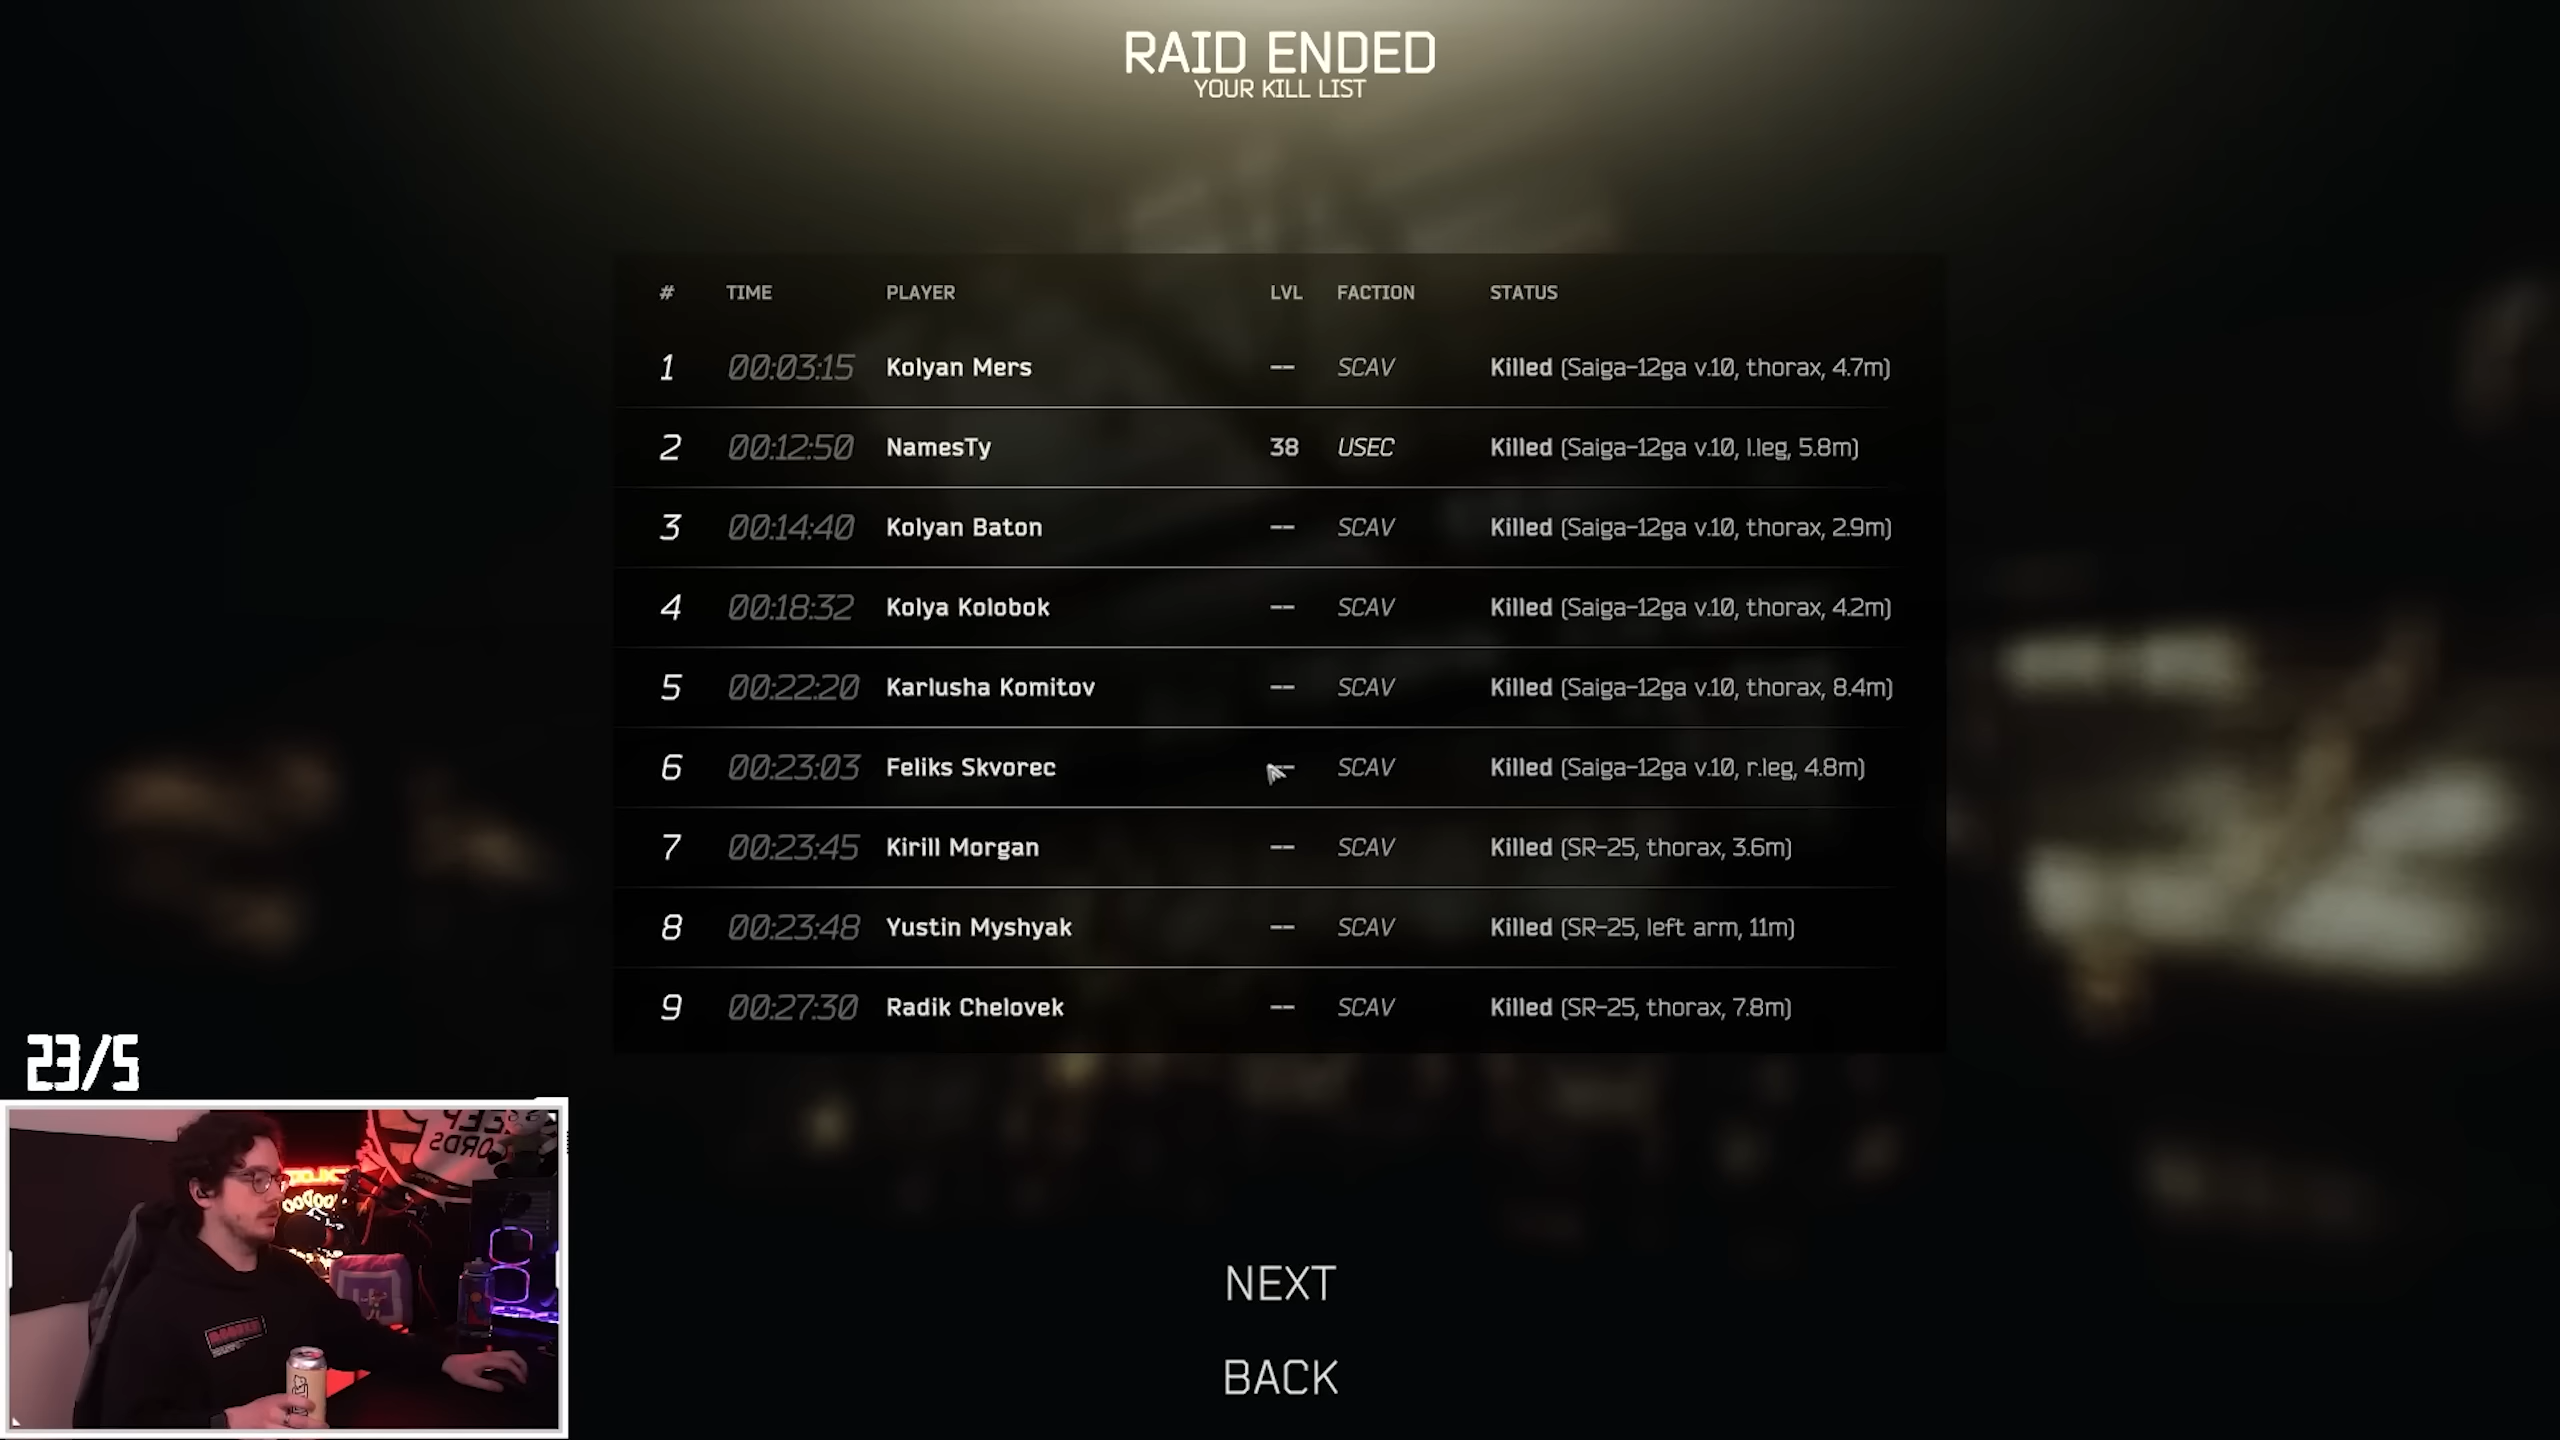 RAID ENDED
YOUR KILL LIST
# TIME PLAYER LVL FACTION STATUS
1 00:03:15 Kolyan Mers -- SCAV Killed (Saiga-12ga v.10, thorax, 4.7m)
2 00:12:50 NamesTy 38 USEC Killed (Saiga-12ga v.10, l.leg, 5.8m)
3 00:14:40 Kolyan Baton -- SCAV Killed (Saiga-12ga v.10, thorax, 2.9m)
4 00:18:32 Kolya Kolobok -- SCAV Killed (Saiga-12ga v.10, thorax, 4.2m)
5 00:22:20 Karlusha Komitov -- SCAV Killed (Saiga-12ga v.10, thorax, 8.4m)
6 00:23:03 Feliks Skvorec -- SCAV Killed (Saiga-12ga v.10, r.leg, 4.8m)
7 00:23:45 Kirill Morgan -- SCAV Killed (SR-25, thorax, 3.6m)
8 00:23:48 Yustin Myshyak -- SCAV Killed (SR-25, left arm, 11m)
9 00:27:30 Radik Chelovek -- SCAV Killed (SR-25, thorax, 7.8m)
23/5
NEXT
BACK